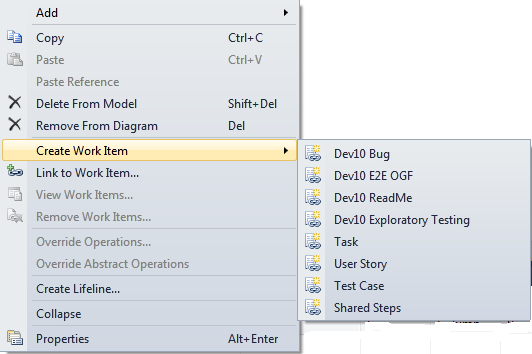 Add
Copy Ctrl+C
Paste Ctrl+V
Paste Reference
Delete From Model Shift+Del
Remove From Diagram Del
Create Work Item
Link to Work Item...
View Work Items...
Remove Work Items...
Override Operations...
Override Abstract Operations
Create Lifeline...
Collapse
Properties Alt+Enter
Dev10 Bug
Dev10 E2E OGF
Dev10 ReadMe
Dev10 Exploratory Testing
Task
User Story
Test Case
Shared Steps